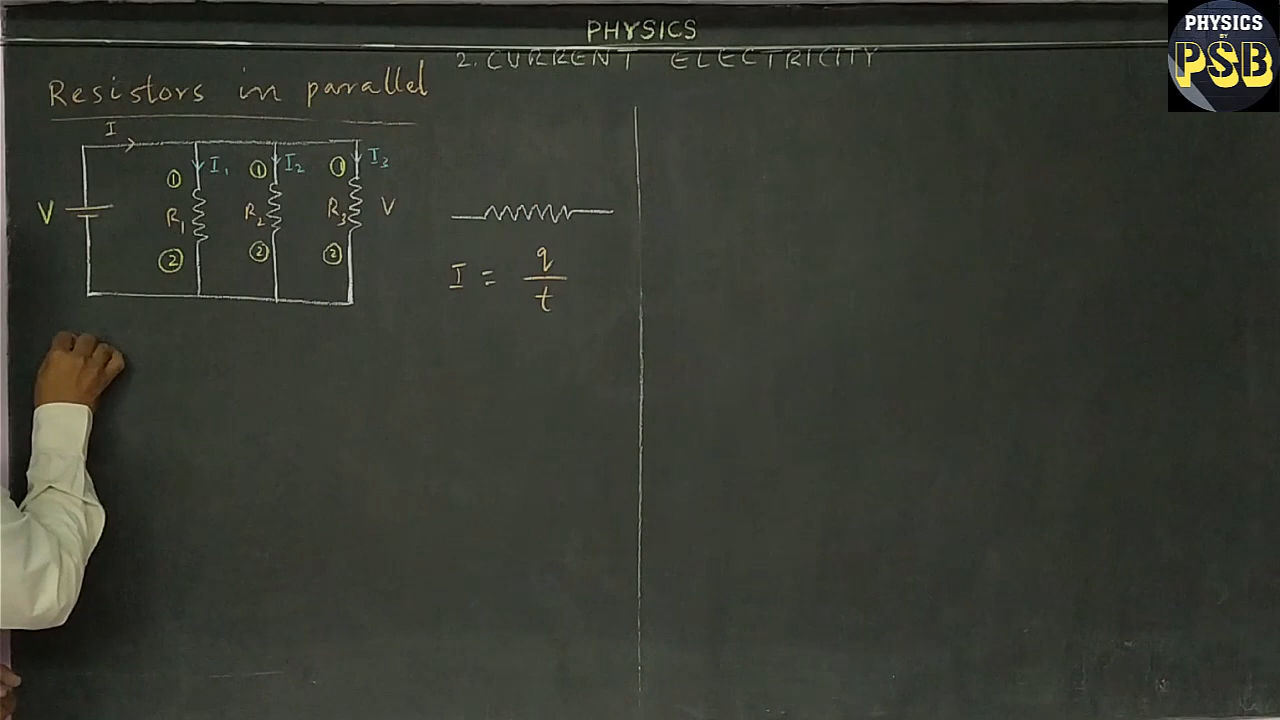 PHYSICS
2. CURRENT ELECTRICITY
PHYSICS
BY
PSB
Resistors in parallel
I
I₁ I₂ I₃
① ① ①
V R₁ R₂ R₃ V
② ② ②
I = q/t